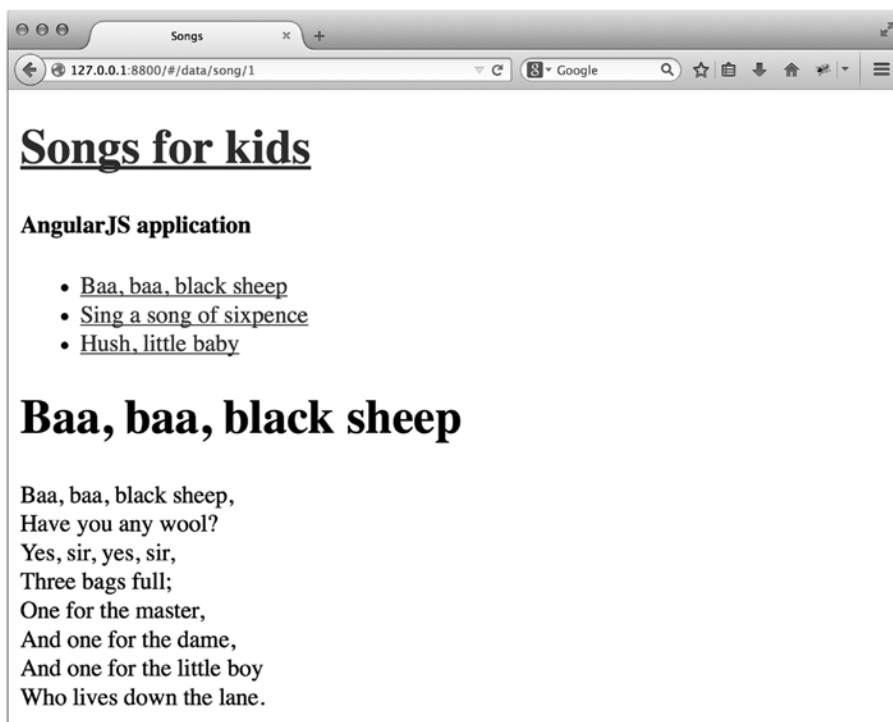 Songs
127.0.0.1:8800/#/data/song/1
Google
Songs for kids
AngularJS application
Baa, baa, black sheep
Sing a song of sixpence
Hush, little baby
Baa, baa, black sheep
Baa, baa, black sheep,
Have you any wool?
Yes, sir, yes, sir,
Three bags full;
One for the master,
And one for the dame,
And one for the little boy
Who lives down the lane.